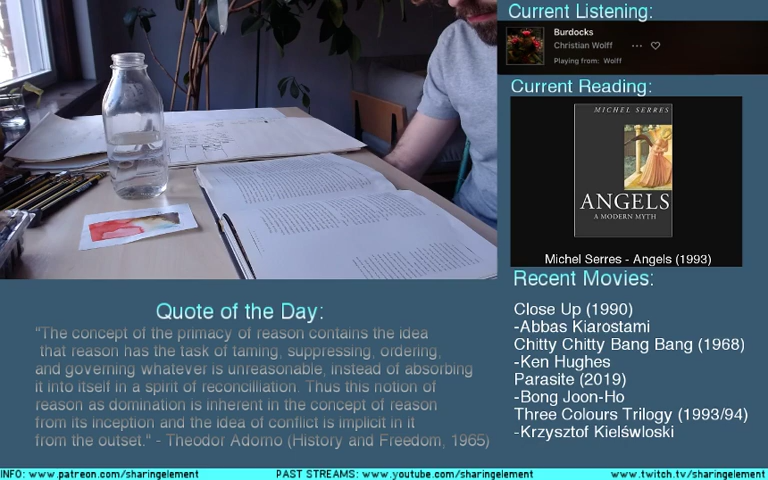 Current Listening:
Burdocks
Christian Wolff
Playing from: Wolff
Current Reading:
MICHEL SERRES
ANGELS
A MODERN MYTH
Michel Serres - Angels (1993)
Recent Movies:
Close Up (1990)
-Abbas Kiarostami
Chitty Chitty Bang Bang (1968)
-Ken Hughes
Parasite (2019)
-Bong Joon-Ho
Three Colours Trilogy (1993/94)
-Krzysztof Kielśwloski
Quote of the Day:
"The concept of the primacy of reason contains the idea
that reason has the task of taming, suppressing, ordering,
and governing whatever is unreasonable, instead of absorbing
it into itself in a spirit of reconcilliation. Thus this notion of
reason as domination is inherent in the concept of reason
from its inception and the idea of conflict is implicit in it
from the outset." - Theodor Adorno (History and Freedom, 1965)
INFO: www.patreon.com/sharingelement
PAST STREAMS: www.youtube.com/sharingelement
www.twitch.tv/sharingelement